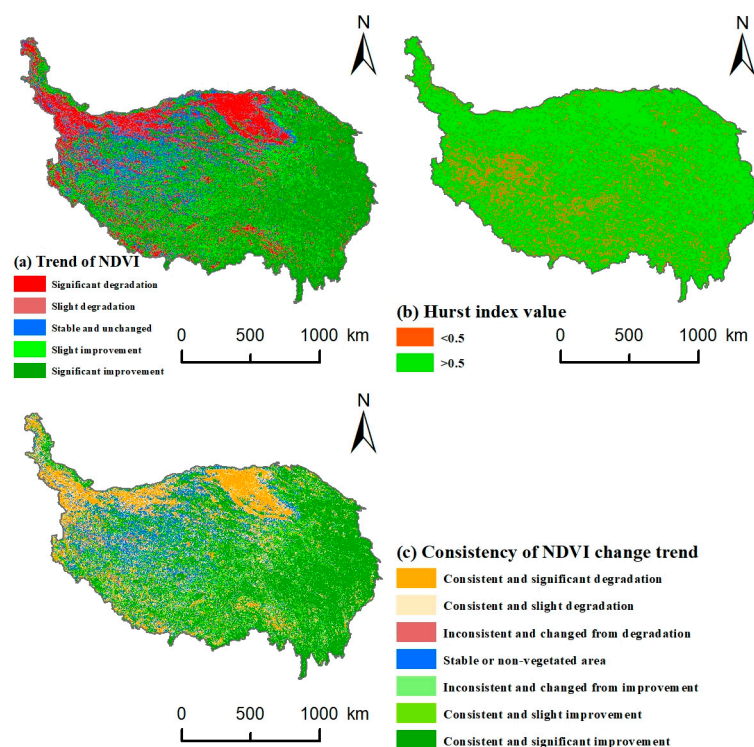 N
N
(a) Trend of NDVI
Significant degradation
Slight degradation
Stable and unchanged
Slight improvement
Significant improvement
0 500 1000 km
(b) Hurst index value
<0.5
>0.5
0 500 1000 km
N
(c) Consistency of NDVI change trend
Consistent and significant degradation
Consistent and slight degradation
Inconsistent and changed from degradation
Stable or non-vegetated area
Inconsistent and changed from improvement
Consistent and slight improvement
Consistent and significant improvement
0 500 1000 km